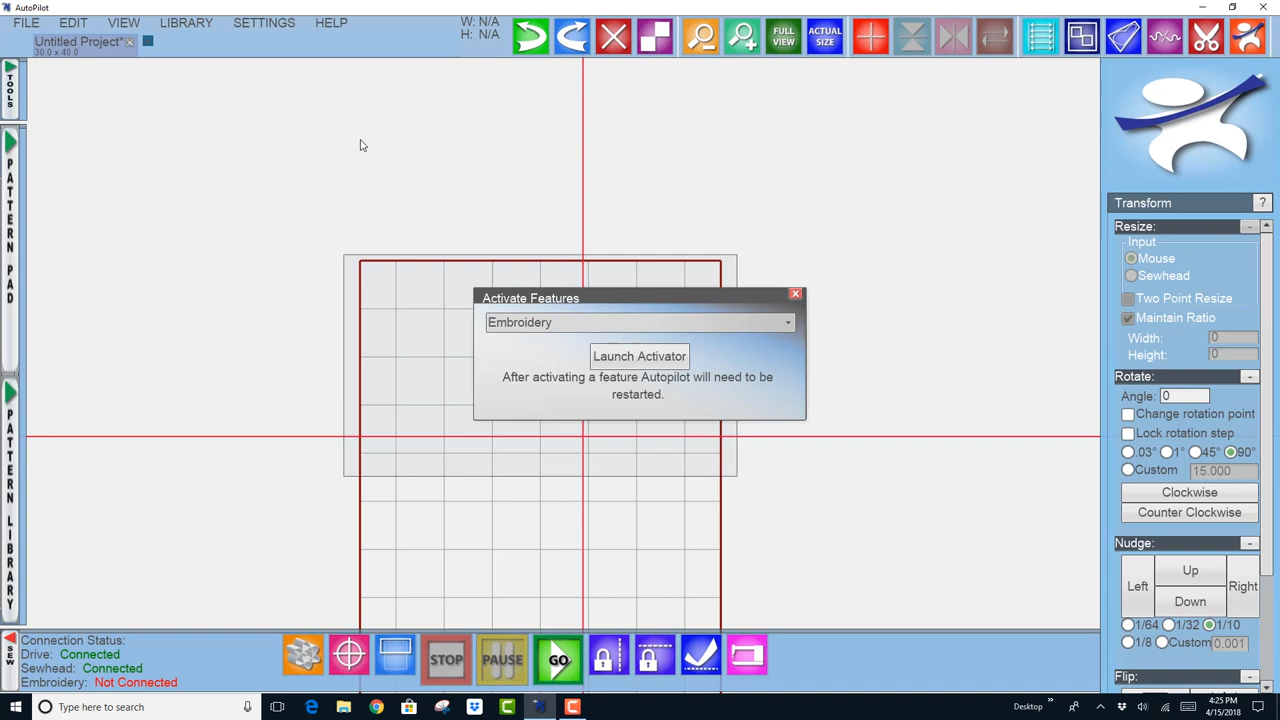 AutoPilot
FILE EDIT VIEW LIBRARY SETTINGS HELP
W: N/A
H: N/A
FULL VIEW
ACTUAL SIZE
Untitled Project*
30.0 x 40.0
TOOLS
PATTERN PAD
PATTERN LIBRARY
SEW
Activate Features
Embroidery
Launch Activator
After activating a feature Autopilot will need to be
restarted.
Transform ?
Resize: -
Input
Mouse
Sewhead
Two Point Resize
Maintain Ratio
Width: 0
Height: 0
Rotate: -
Angle: 0
Change rotation point
Lock rotation step
.03° 1° 45° 90°
Custom 15.000
Clockwise
Counter Clockwise
Nudge: -
Up
Left Right
Down
1/64 1/32 1/10
1/8 Custom 0.001
Flip: -
Connection Status:
Drive: Connected
Sewhead: Connected
Embroidery: Not Connected
STOP PAUSE GO
Type here to search
Desktop
4:25 PM
4/15/2018